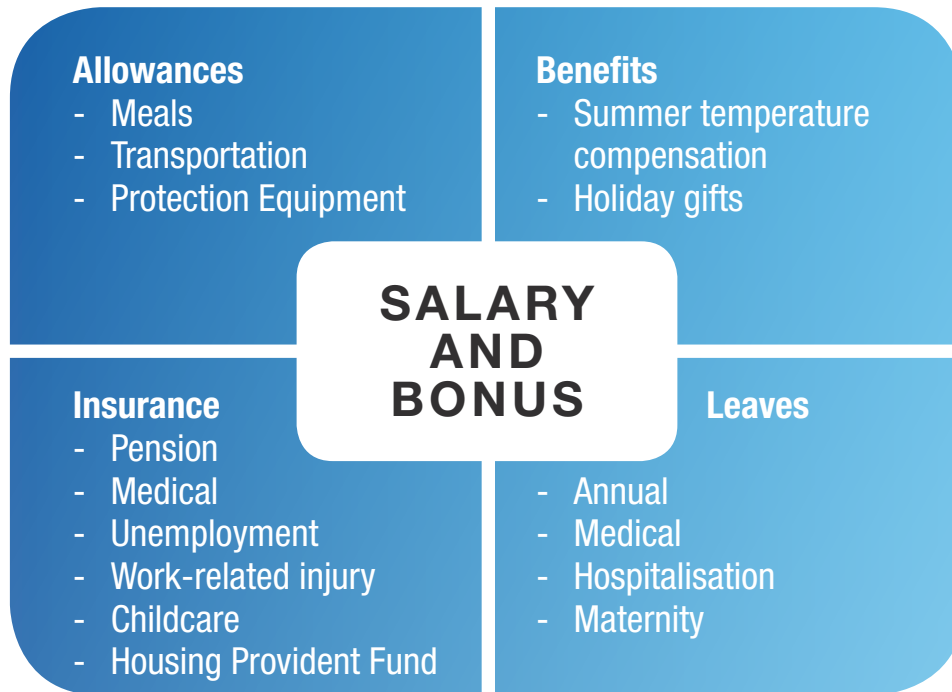 Allowances
- Meals
- Transportation
- Protection Equipment
Benefits
- Summer temperature
compensation
- Holiday gifts
SALARY
AND
BONUS
Insurance
- Pension
- Medical
- Unemployment
- Work-related injury
- Childcare
- Housing Provident Fund
Leaves
- Annual
- Medical
- Hospitalisation
- Maternity